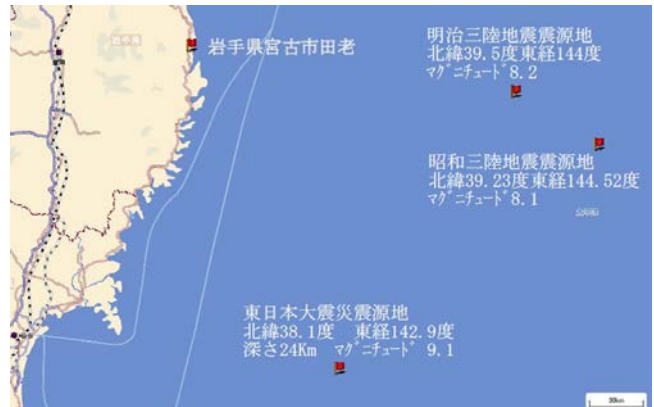 岩手県宮古市田老
明治三陸地震震源地
北緯39.5度東経144度
マグニチュード8.2
昭和三陸地震震源地
北緯39.23度東経144.52度
マグニチュード8.1
東日本大震災震源地
北緯38.1度　東経142.9度
深さ24Km　マグニチュード 9.1
30km